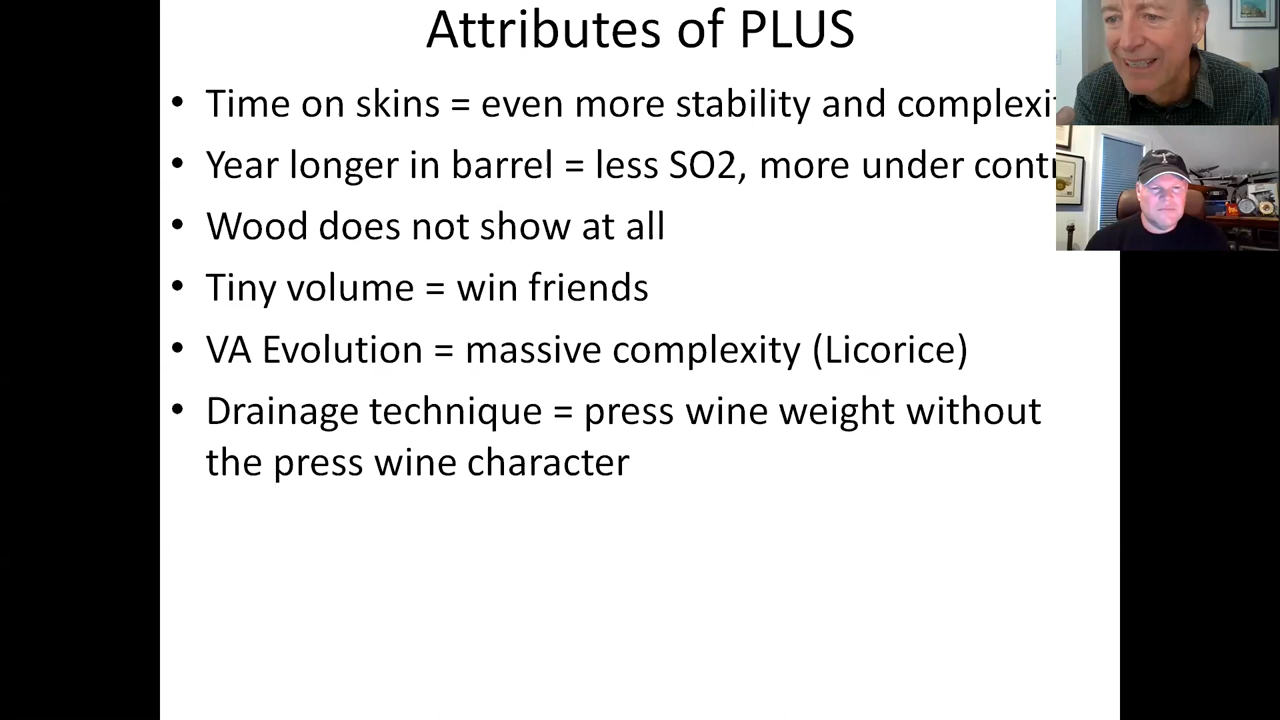 Attributes of PLUS
• Time on skins = even more stability and
• Year longer in barrel = less SO2, more under
• Wood does not show at all
• Tiny volume = win friends
• VA Evolution = massive complexity (Licorice)
• Drainage technique = press wine weight without
the press wine character